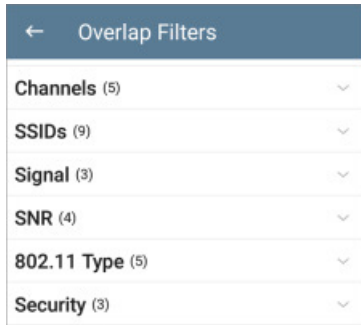 Overlap Filters
Channels (5)
SSIDs (9)
Signal (3)
SNR (4)
802.11 Type (5)
Security (3)